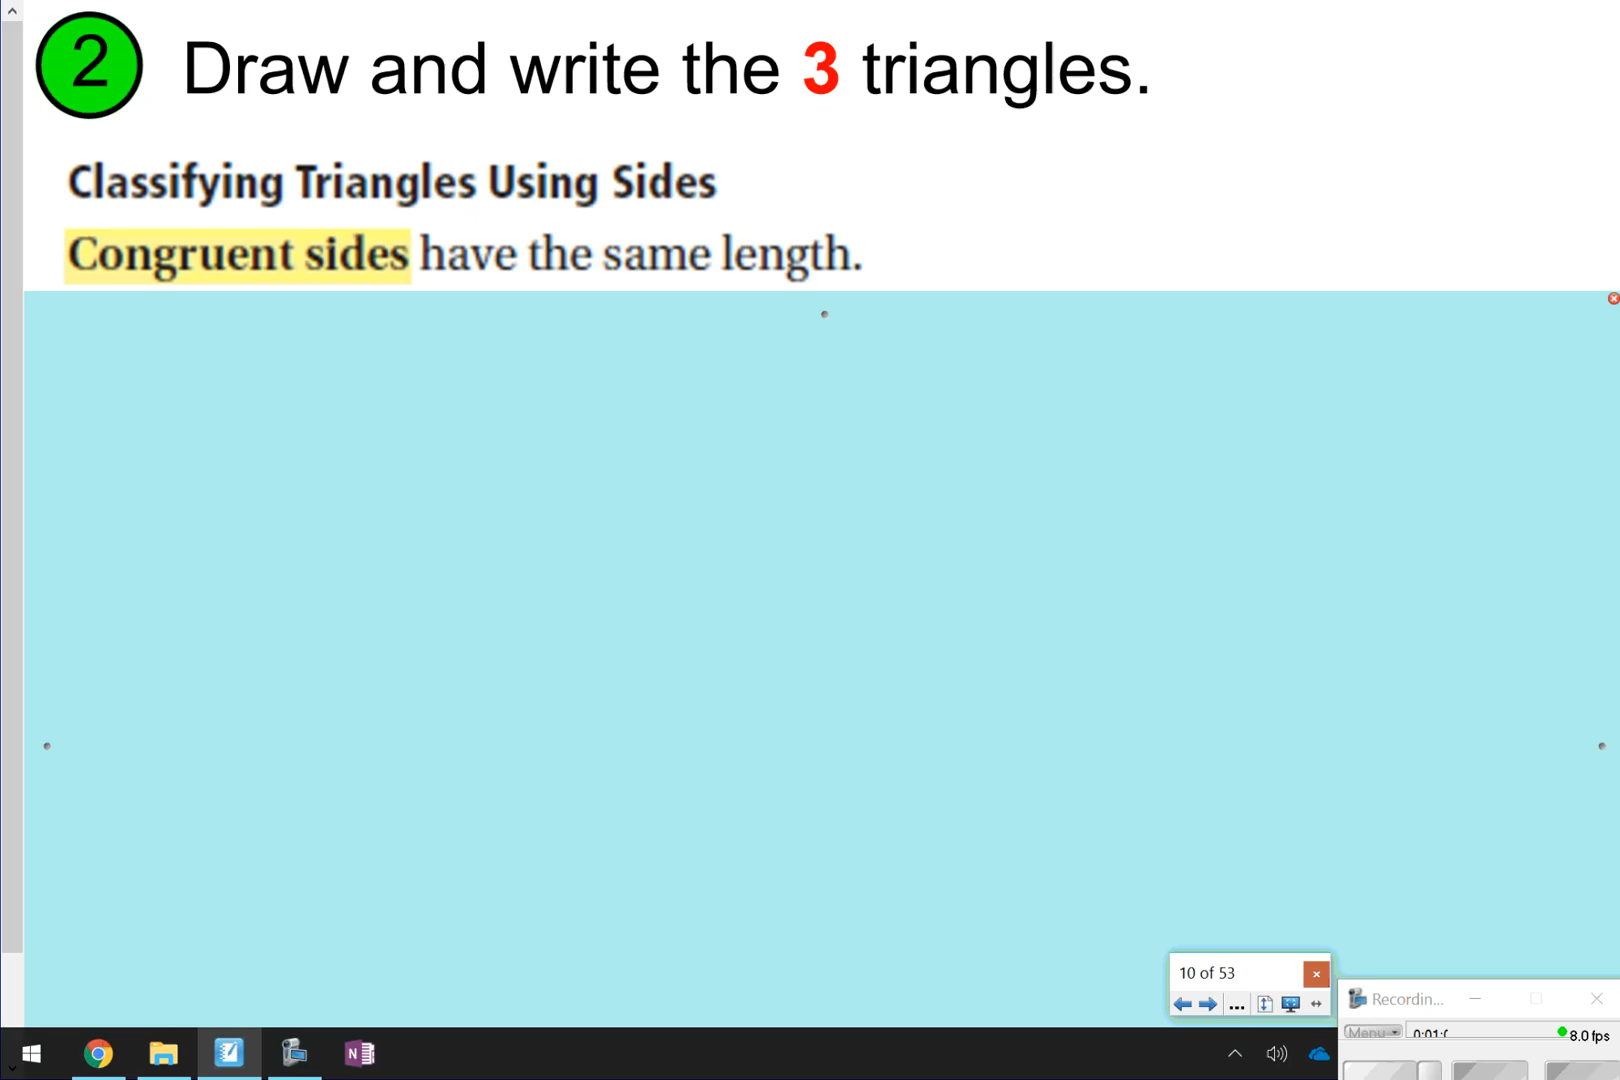 2 Draw and write the 3 triangles.
Classifying Triangles Using Sides
Congruent sides have the same length.
10 of 53
Recordin...
Menu
8.0 fps
N